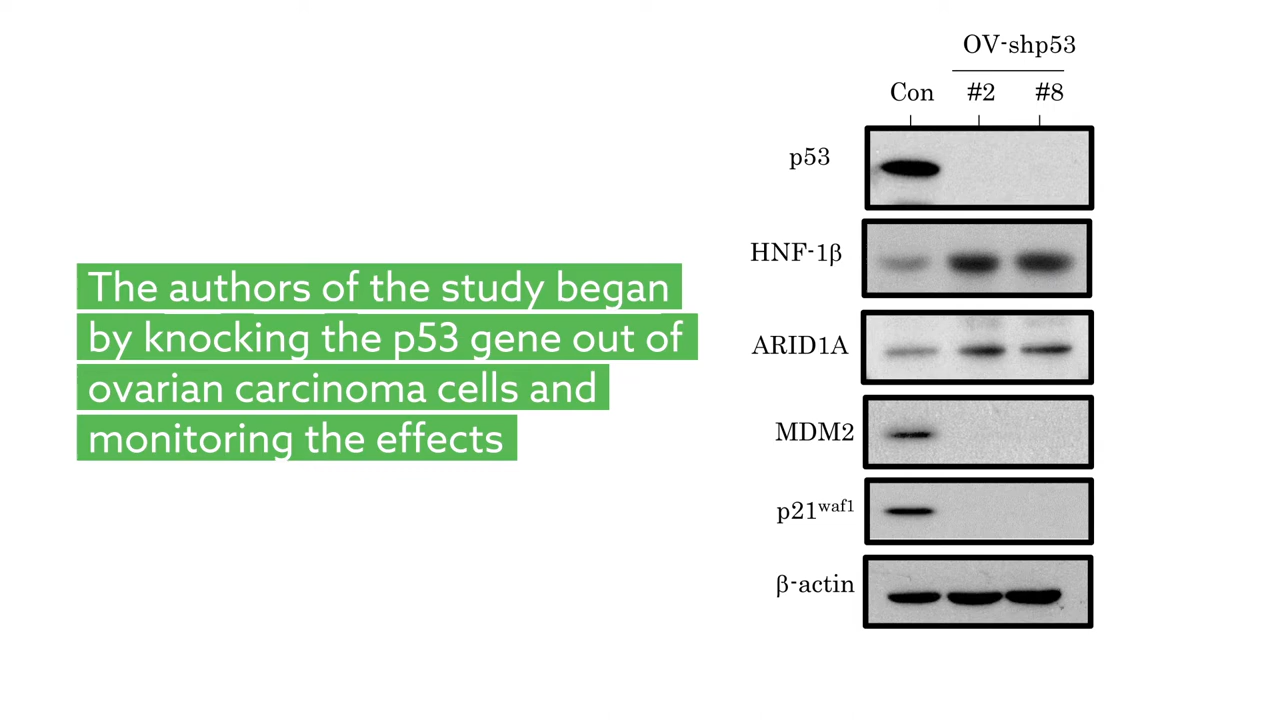 The authors of the study began
by knocking the p53 gene out of
ovarian carcinoma cells and
monitoring the effects
OV-shp53
Con #2 #8
p53
HNF-1β
ARID1A
MDM2
p21waf1
β-actin